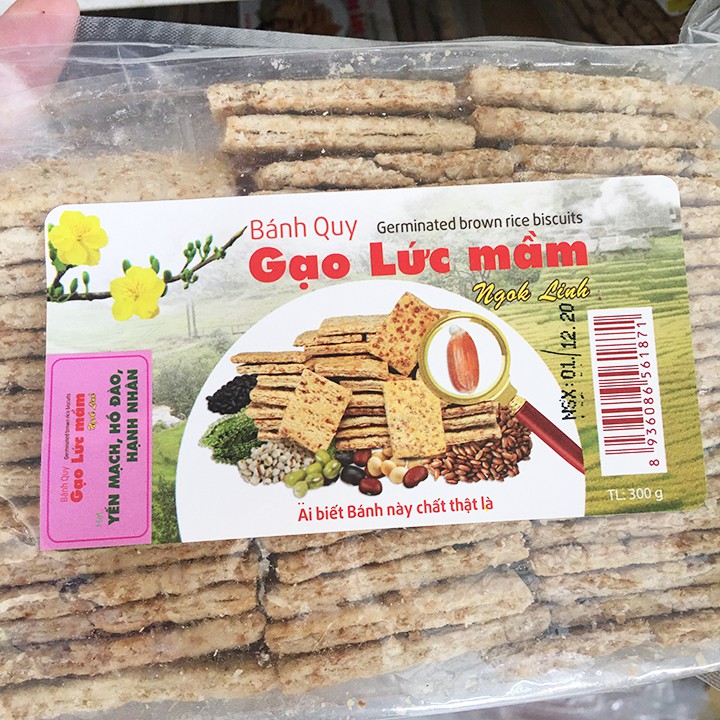 Bánh Quy
Germinated brown rice biscuits
Gạo Lức mầm
Ngok Linh
NSX:01/12.20
8 936086 561871
TL: 300 g
Äi biết Bánh này chất thật lạ
Bánh Quy
Germinated brown rice biscuits
Gạo Lức mầm
YẾN MẠCH, HỒ ĐÀO,
HẠNH NHÂN